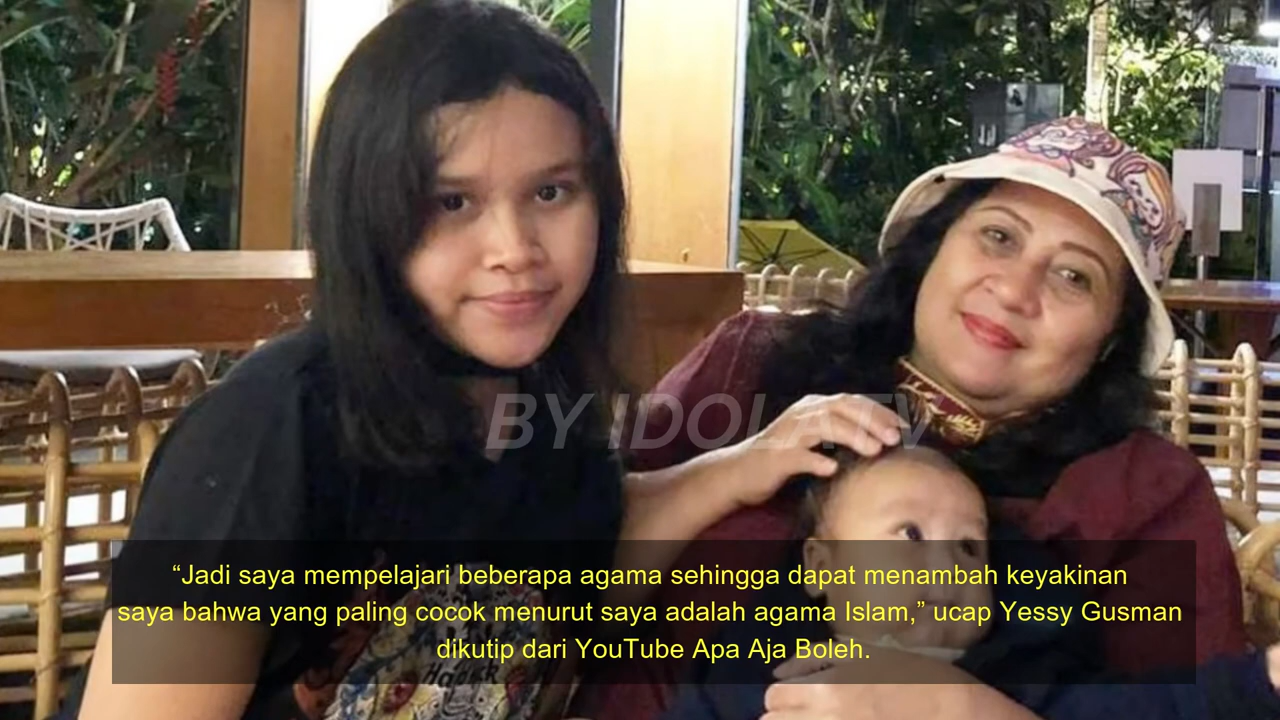 BY IDOLATV
“Jadi saya mempelajari beberapa agama sehingga dapat menambah keyakinan
saya bahwa yang paling cocok menurut saya adalah agama Islam,” ucap Yessy Gusman
dikutip dari YouTube Apa Aja Boleh.